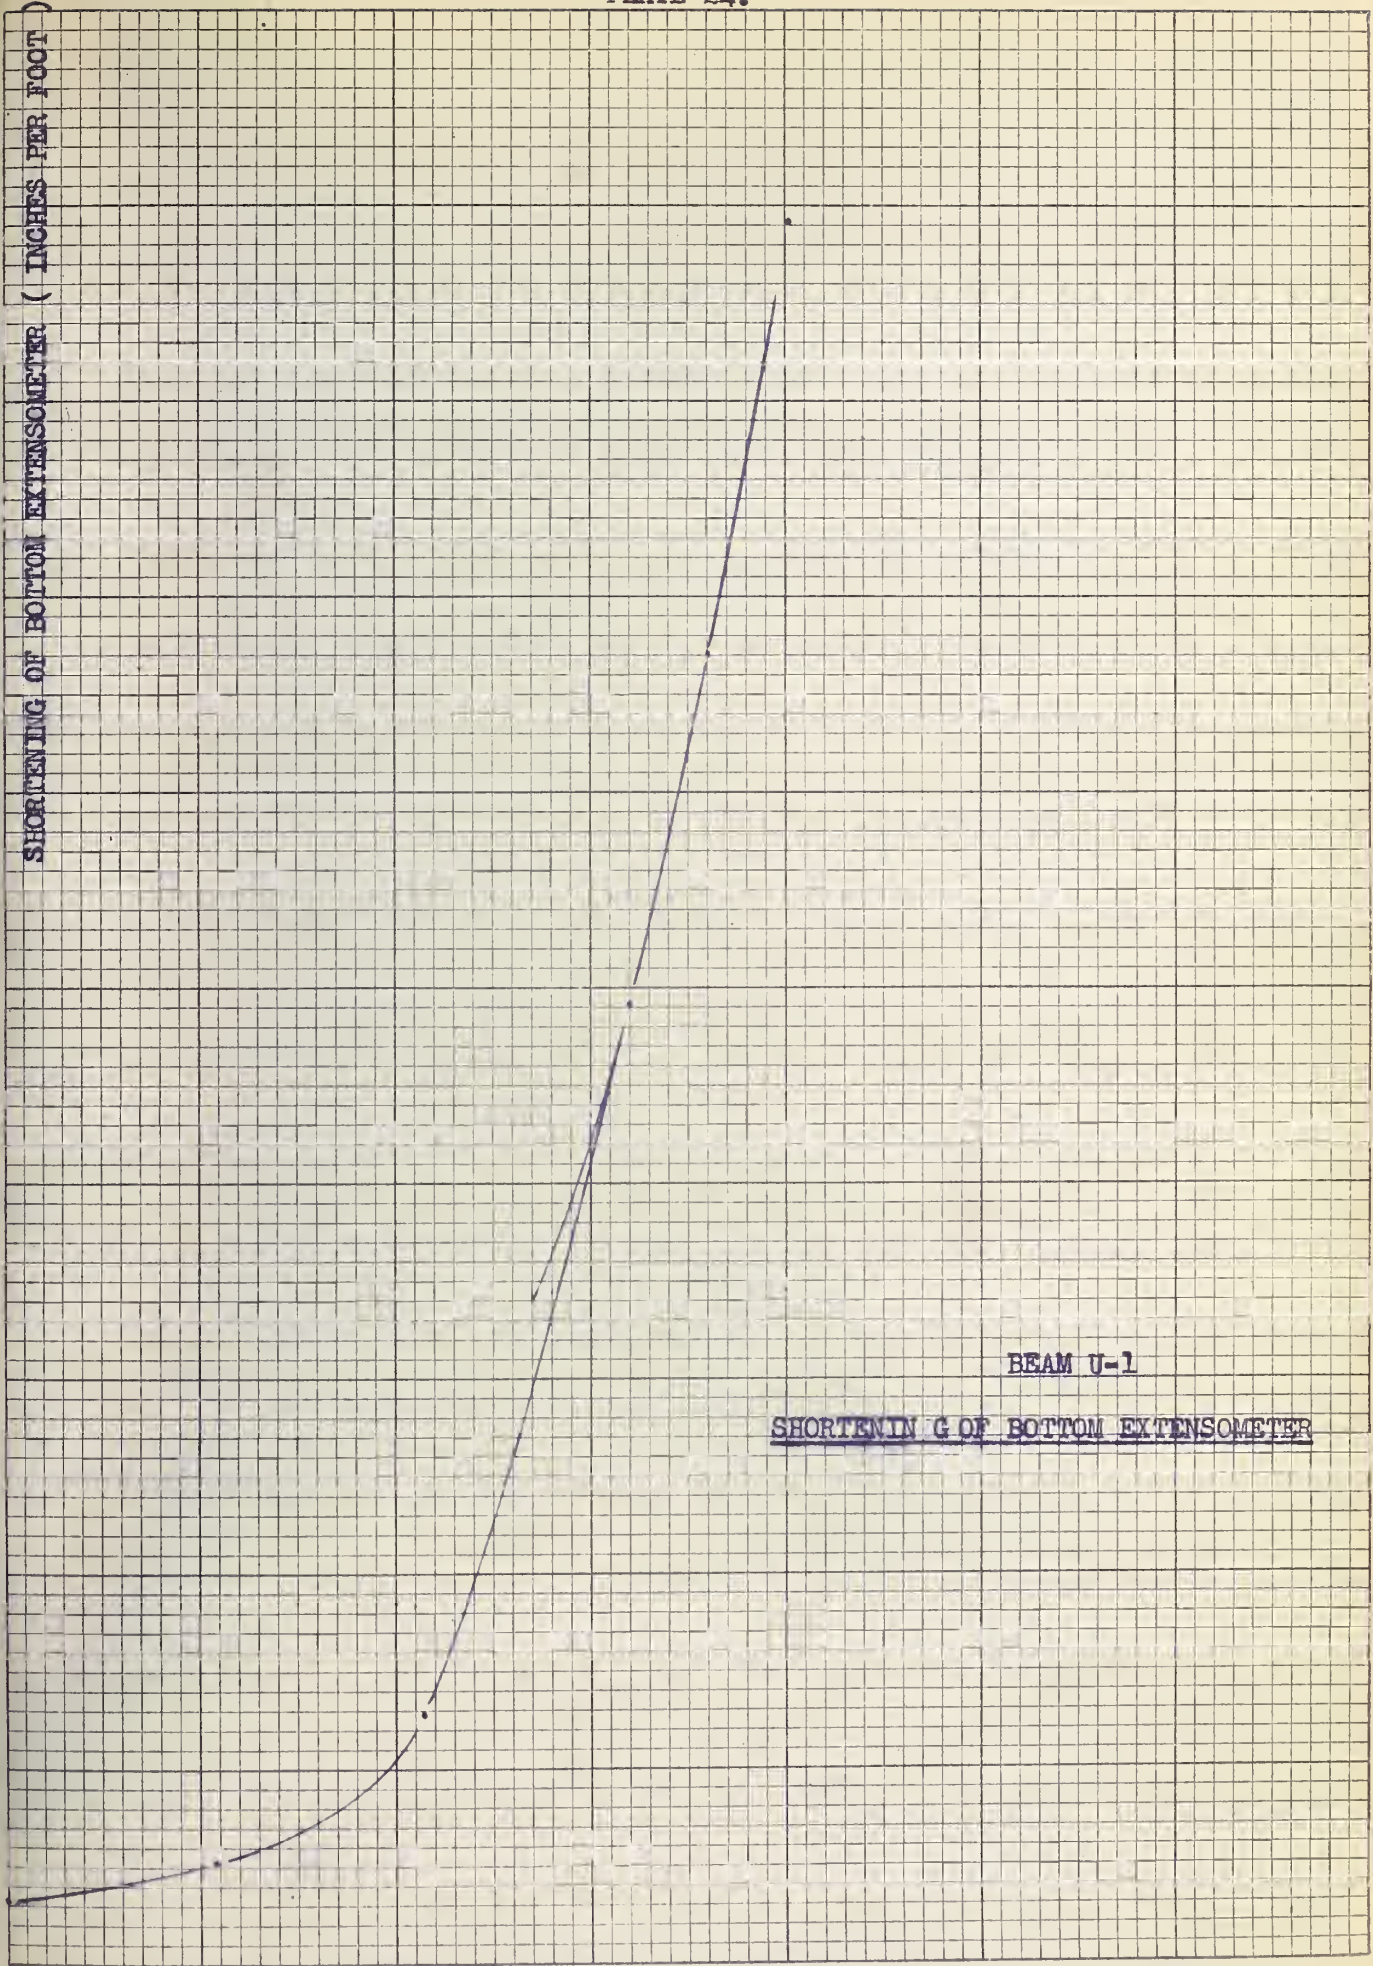 SHORTENING OF BOTTOM EXTENSOMETER ( INCHES PER FOOT )
BEAM U-1
SHORTENIN G OF BOTTOM EXTENSOMETER